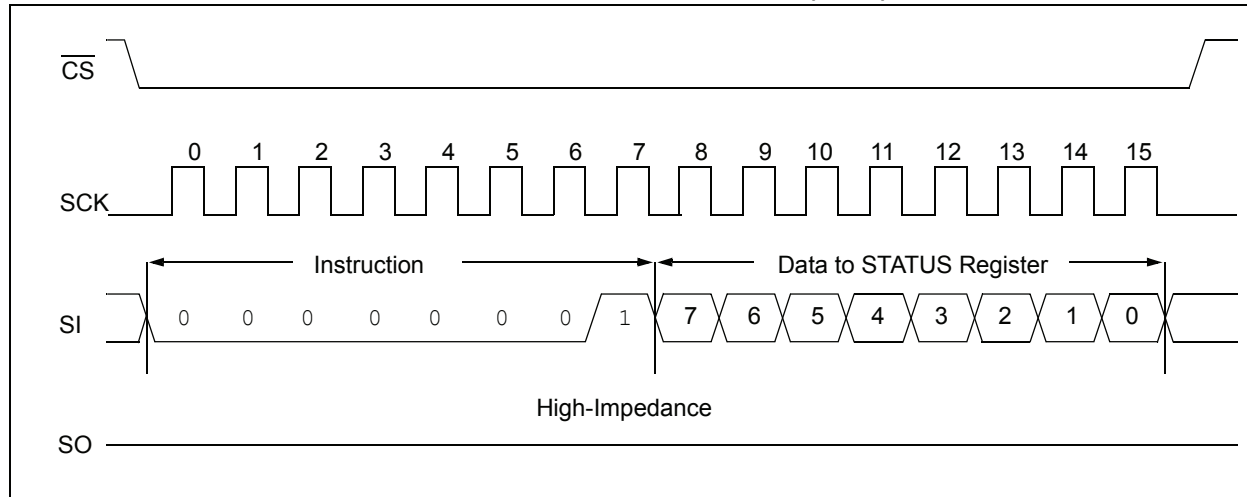 CS
0 1 2 3 4 5 6 7 8 9 10 11 12 13 14 15
SCK
Instruction Data to STATUS Register
SI 0 0 0 0 0 0 0 1 7 6 5 4 3 2 1 0
High-Impedance
SO